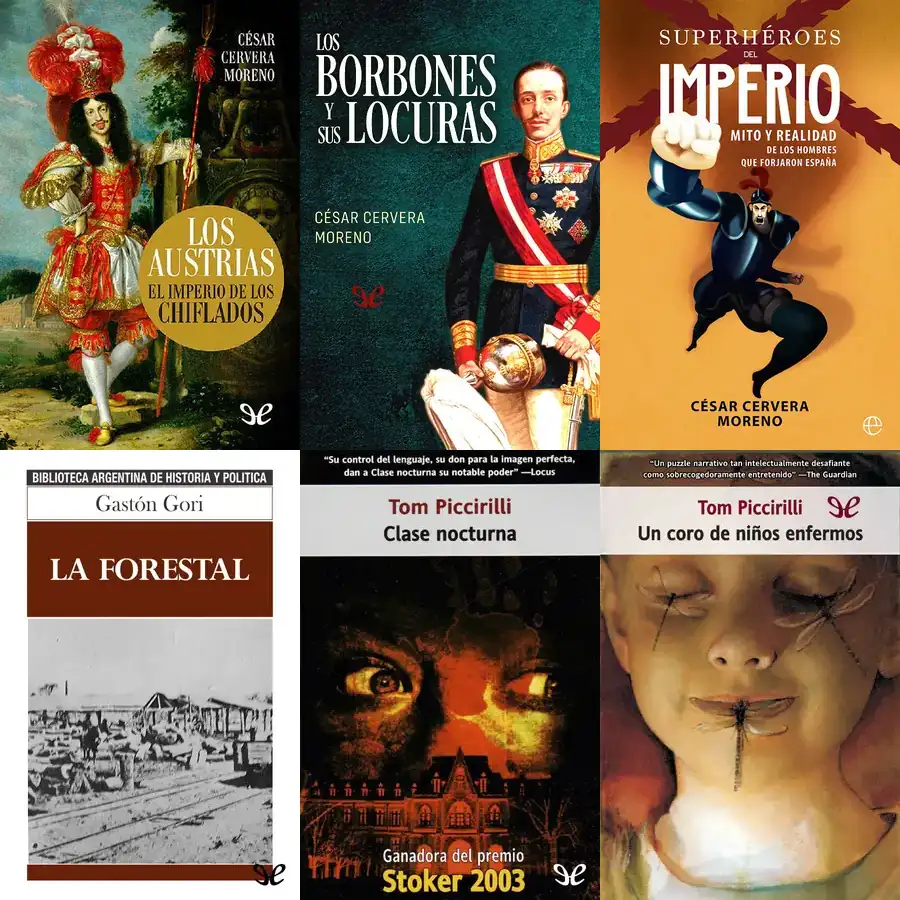 CÉSAR
CERVERA
MORENO
LOS
AUSTRIAS
EL IMPERIO DE LOS
CHIFLADOS
LOS
BORBONES
Y
SUS LOCURAS
CÉSAR CERVERA
MORENO
SUPERHÉROES
DEL
IMPERIO
MITO Y REALIDAD
DE LOS HOMBRES
QUE FORJARON ESPAÑA
CÉSAR CERVERA
MORENO
BIBLIOTECA ARGENTINA DE HISTORIA Y POLITICA
Gastón Gori
LA FORESTAL
“Su control del lenguaje, su don para la imagen perfecta,
dan a Clase nocturna su notable poder” —Locus
Tom Piccirilli
Clase nocturna
Ganadora del premio
Stoker 2003
“Un puzzle narrativo tan intelectualmente desafiante
como sobrecogedoramente entretenido” —The Guardian
Tom Piccirilli
Un coro de niños enfermos